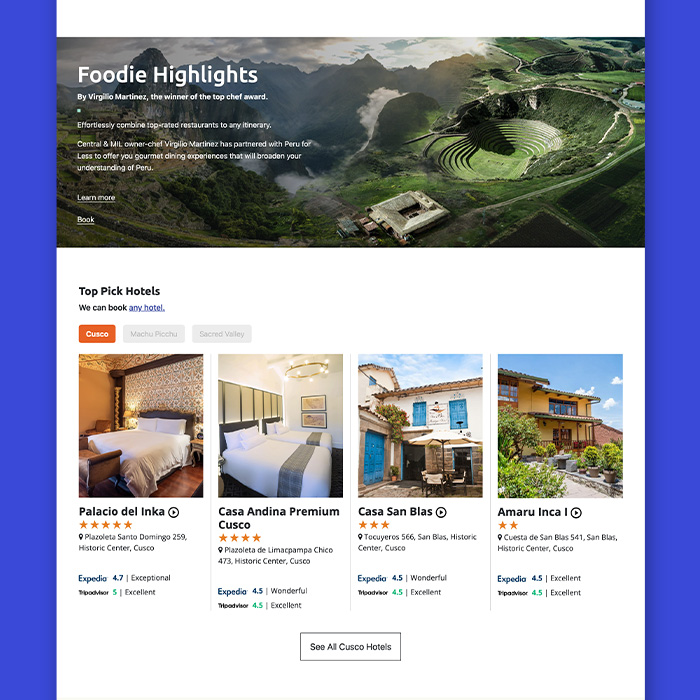 Foodie Highlights
By Virgilio Martinez, the winner of the top chef award.
Effortlessly combine top-rated restaurants to any itinerary.
Central & MIL owner-chef Virgilio Martinez has partnered with Peru for
Less to offer you gourmet dining experiences that will broaden your
understanding of Peru.
Learn more
Book
Top Pick Hotels
We can book any hotel.
Cusco
Machu Picchu
Sacred Valley
Palacio del Inka
Plazoleta Santo Domingo 259,
Historic Center, Cusco
Expedia 4.7 | Exceptional
Tripadvisor 5 | Excellent
Casa Andina Premium
Cusco
Plazoleta de Limacpampa Chico
473, Historic Center, Cusco
Expedia 4.5 | Wonderful
Tripadvisor 4.5 | Excellent
Casa San Blas
Tocuyeros 566, San Blas, Historic
Center, Cusco
Expedia 4.5 | Wonderful
Tripadvisor 4.5 | Excellent
Amaru Inca I
Cuesta de San Blas 541, San Blas,
Historic Center, Cusco
Expedia 4.5 | Excellent
Tripadvisor 4.5 | Excellent
See All Cusco Hotels